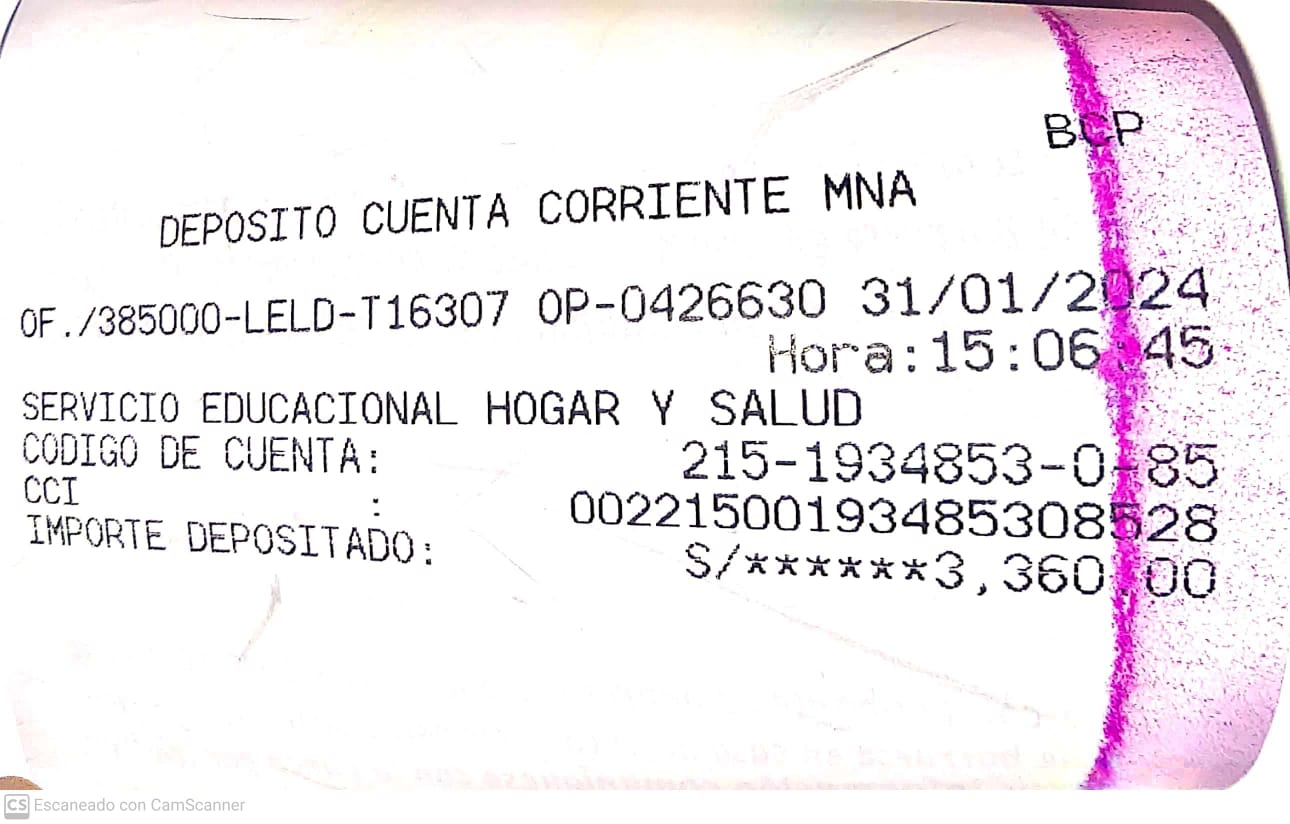 BCP
DEPOSITO CUENTA CORRIENTE MNA
OF./385000-LELD-T16307 OP-0426630 31/01/2024
Hora:15:06:45
SERVICIO EDUCACIONAL HOGAR Y SALUD
CODIGO DE CUENTA: 215-1934853-0-85
CCI : 00221500193485308528
IMPORTE DEPOSITADO: S/******3,360.00
CS Escaneado con CamScanner